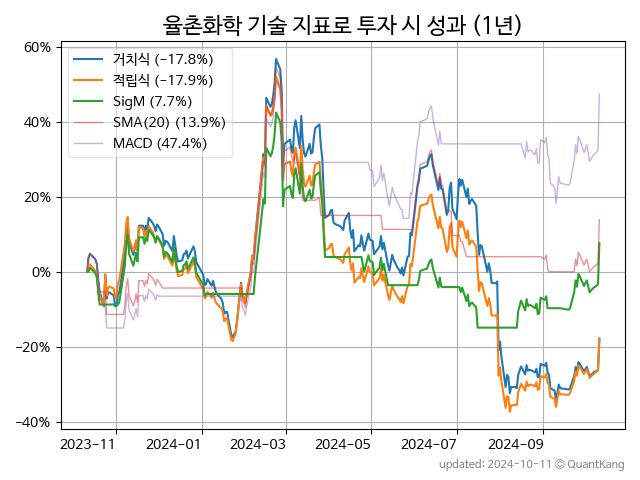 율촌화학 기술 지표로 투자 시 성과 (1년)
거치식 (-17.8%)
적립식 (-17.9%)
SigM (7.7%)
SMA(20) (13.9%)
MACD (47.4%)
60%
40%
20%
0%
-20%
-40%
2023-11
2024-01
2024-03
2024-05
2024-07
2024-09
updated: 2024-10-11 © QuantKang